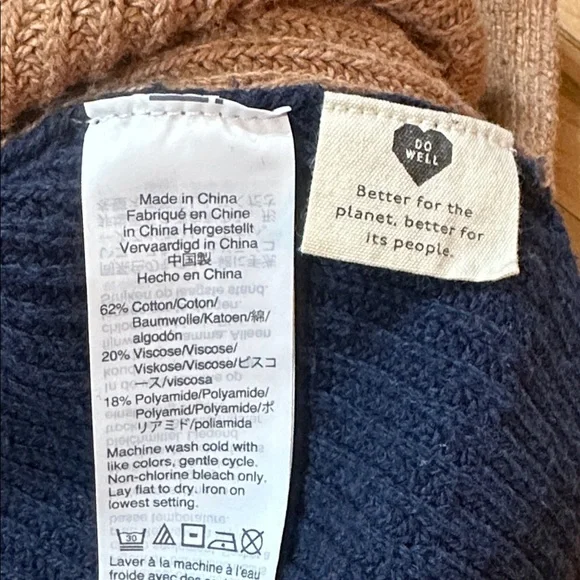 DO
WELL
Better for the
planet, better for
its people.
Made in China
Fabriqué en Chine
in China Hergestellt
Vervaardigd in China
中国製
Hecho en China
62% Cotton/Coton/
Baumwolle/Katoen/綿/
algodón
20% Viscose/Viscose/
Viskose/Viscose/ビスコ
ース/viscosa
18% Polyamide/Polyamide/
Polyamid/Polyamide/ポ
リアミド/poliamida
Machine wash cold with
like colors, gentle cycle.
Non-chlorine bleach only.
Lay flat to dry. Iron on
lowest setting.
30
Laver à la machine à l'eau
froide avec des